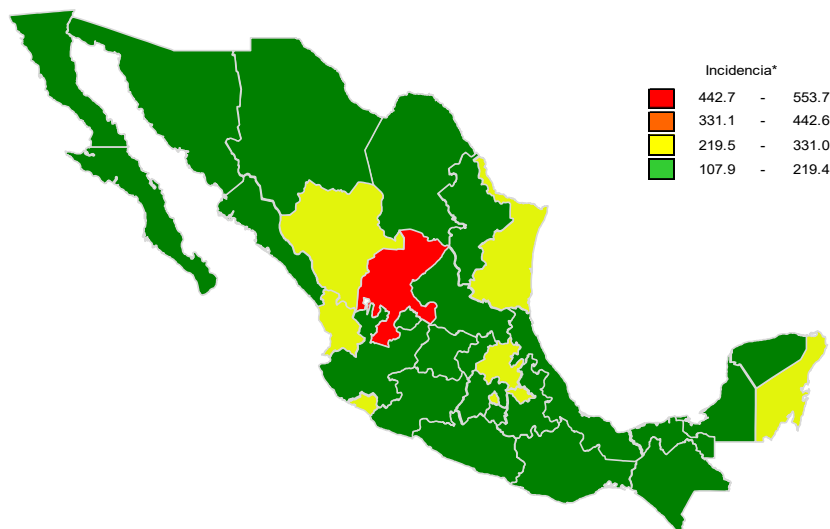 Incidencia*
442.7 - 553.7
331.1 - 442.6
219.5 - 331.0
107.9 - 219.4